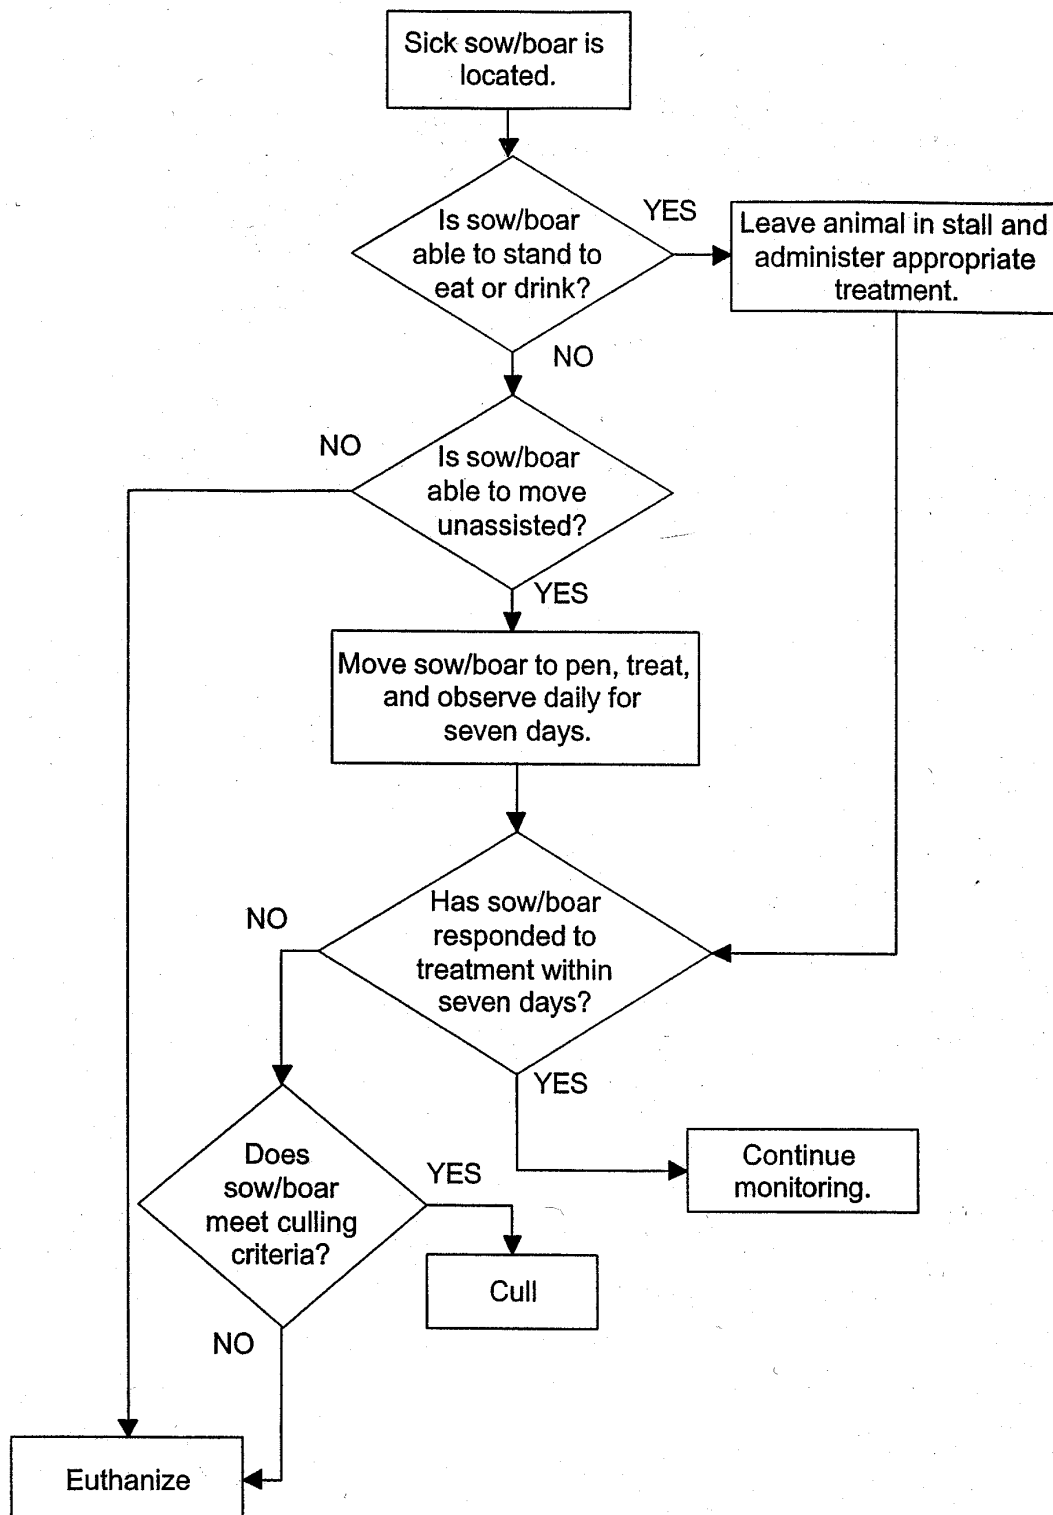 Sick sow/boar is
located.
Is sow/boar
able to stand to
eat or drink?
YES
Leave animal in stall and
administer appropriate
treatment.
NO
NO
Is sow/boar
able to move
unassisted?
YES
Move sow/boar to pen, treat,
and observe daily for
seven days.
NO
Has sow/boar
responded to
treatment within
seven days?
YES
Continue
monitoring.
Does
sow/boar
meet culling
criteria?
YES
Cull
NO
Euthanize